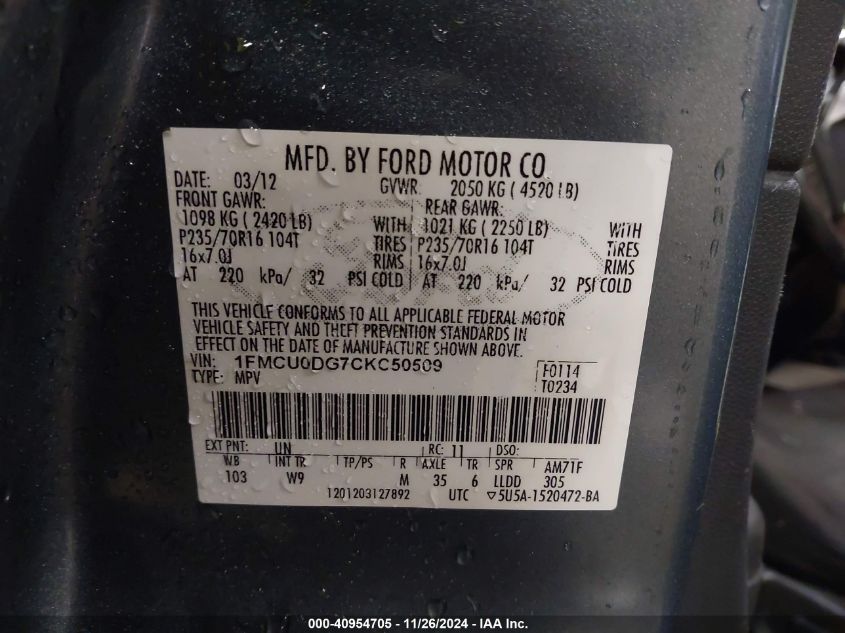 MFD. BY FORD MOTOR CO.
DATE: 03/12 GVWR: 2050 KG ( 4520 LB)
FRONT GAWR: REAR GAWR:
1098 KG ( 2420 LB) WITH 1021 KG ( 2250 LB) WITH
P235/70R16 104T TIRES P235/70R16 104T TIRES
16x7.0J RIMS 16x7.0J RIMS
AT 220 kPa/ 32 PSI COLD AT 220 kPa/ 32 PSI COLD
THIS VEHICLE CONFORMS TO ALL APPLICABLE FEDERAL MOTOR
VEHICLE SAFETY AND THEFT PREVENTION STANDARDS IN
EFFECT ON THE DATE OF MANUFACTURE SHOWN ABOVE.
VIN: 1FMCU0DG7CKC50509 F0114
TYPE: MPV T0234
EXT PNT: UN RC: 11 DSO:
WB INT TR TP/PS R AXLE TR SPR AM71F
103 W9 M 35 6 LLDD 305
1201203127892 UTC ▽5U5A-1520472-BA
000-40954705 - 11/26/2024 - IAA Inc.